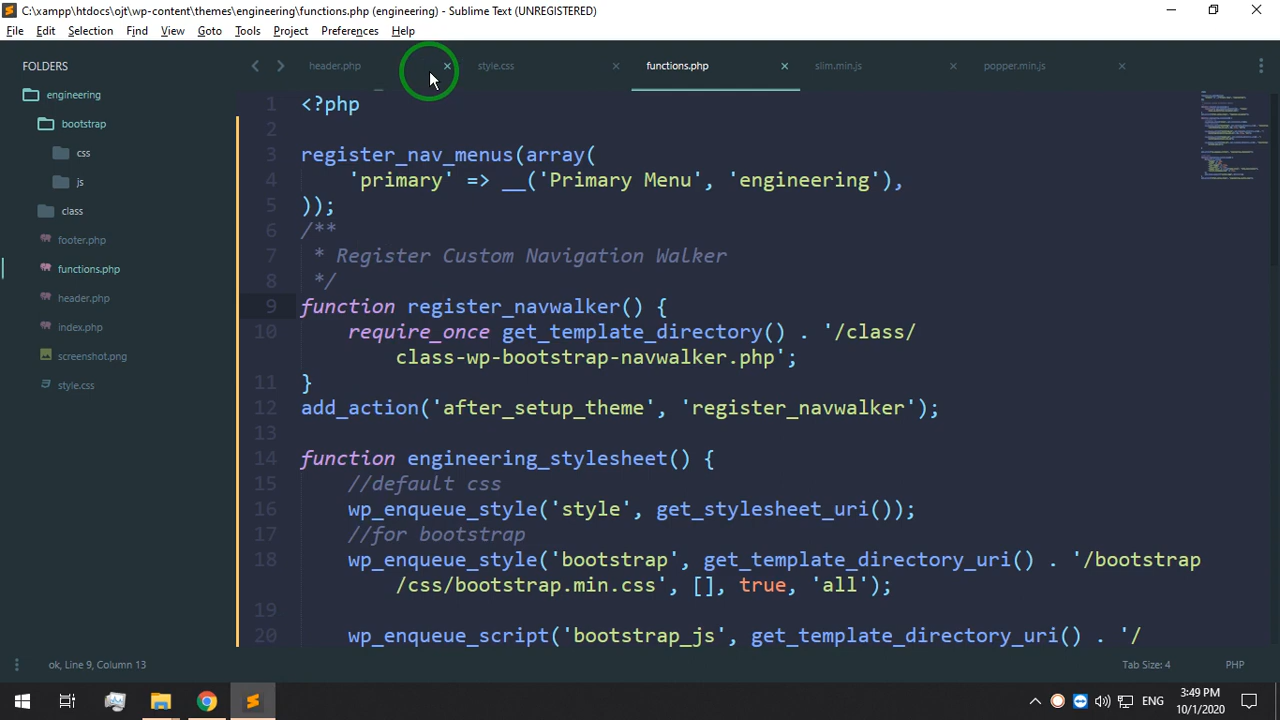 C:\xampp\htdocs\ojt\wp-content\themes\engineering\functions.php (engineering) - Sublime Text (UNREGISTERED)
File Edit Selection Find View Goto Tools Project Preferences Help
FOLDERS
engineering
bootstrap
css
js
class
footer.php
functions.php
header.php
index.php
screenshot.png
style.css
header.php
style.css
functions.php
slim.min.js
popper.min.js
1 <?php
2
3 register_nav_menus(array(
4 'primary' => __('Primary Menu', 'engineering'),
5 ));
6 /**
7 * Register Custom Navigation Walker
8 */
9 function register_navwalker() {
10 require_once get_template_directory() . '/class/
class-wp-bootstrap-navwalker.php';
11 }
12 add_action('after_setup_theme', 'register_navwalker');
13
14 function engineering_stylesheet() {
15 //default css
16 wp_enqueue_style('style', get_stylesheet_uri());
17 //for bootstrap
18 wp_enqueue_style('bootstrap', get_template_directory_uri() . '/bootstrap
/css/bootstrap.min.css', [], true, 'all');
19
20 wp_enqueue_script('bootstrap_js', get_template_directory_uri() . '/
ok, Line 9, Column 13
Tab Size: 4
PHP
ENG
3:49 PM
10/1/2020